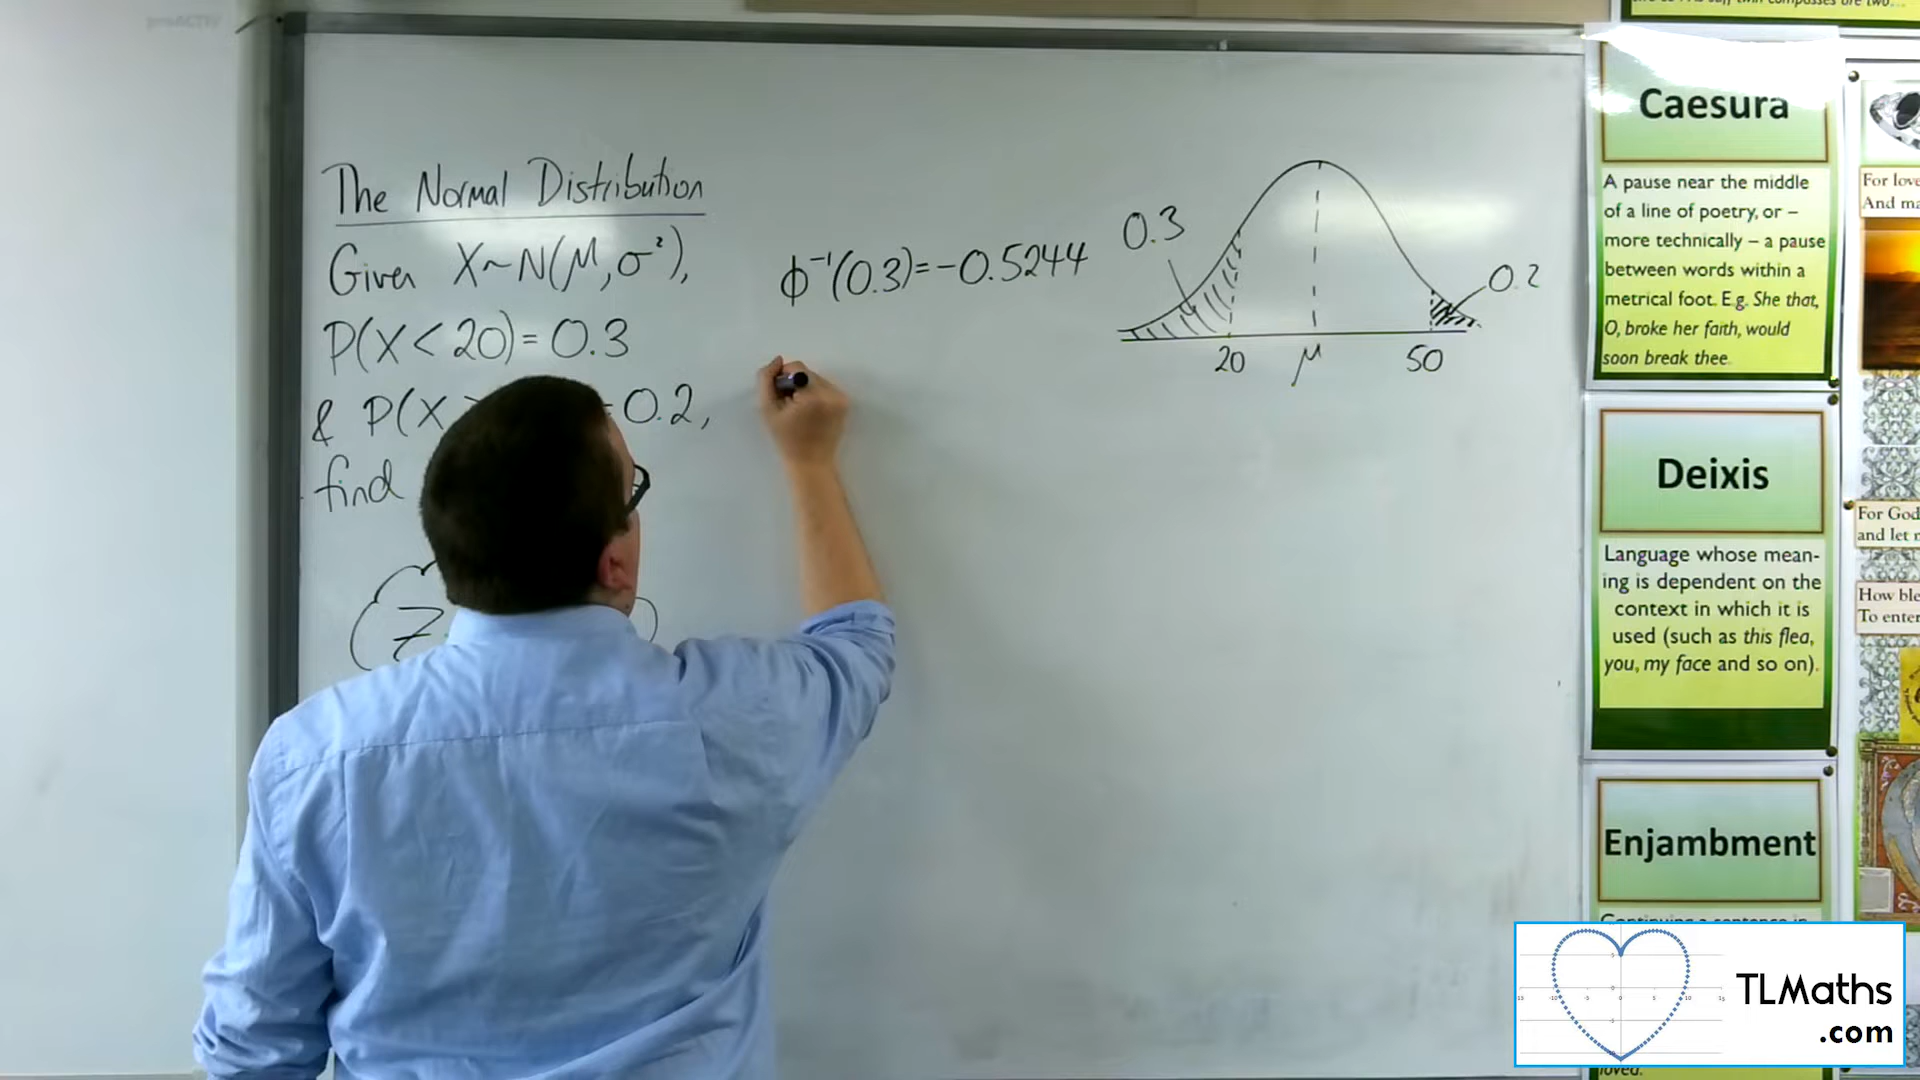 The Normal Distribution
Given X~N(μ,σ²),
P(X<20)=0.3
& P(X =0.2,
find
Z
ϕ⁻¹(0.3)=-0.5244
0.3
0.2
20 μ 50
Caesura
A pause near the middle
of a line of poetry, or –
more technically – a pause
between words within a
metrical foot. E.g. She that,
O, broke her faith, would
soon break thee.
Deixis
Language whose mean-
ing is dependent on the
context in which it is
used (such as this flea,
you, my face and so on).
Enjambment
loved.
For love
And
For God
and let
How
To enter
TLMaths
.com